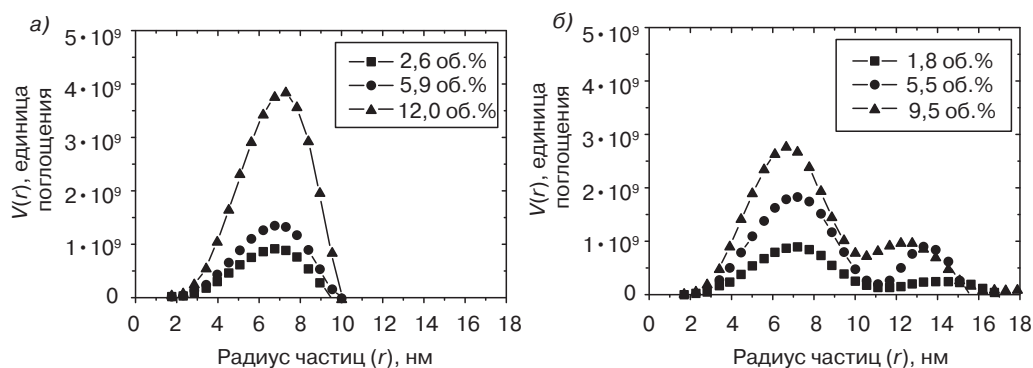 а)
5 • 10⁹
4 • 10⁹
3 • 10⁹
2 • 10⁹
1 • 10⁹
0
V(r), единица
поглощения
2,6 об.%
5,9 об.%
12,0 об.%
0 2 4 6 8 10 12 14 16 18
Радиус частиц (r), нм
б)
5 • 10⁹
4 • 10⁹
3 • 10⁹
2 • 10⁹
1 • 10⁹
0
V(r), единица
поглощения
1,8 об.%
5,5 об.%
9,5 об.%
0 2 4 6 8 10 12 14 16 18
Радиус частиц (r), нм